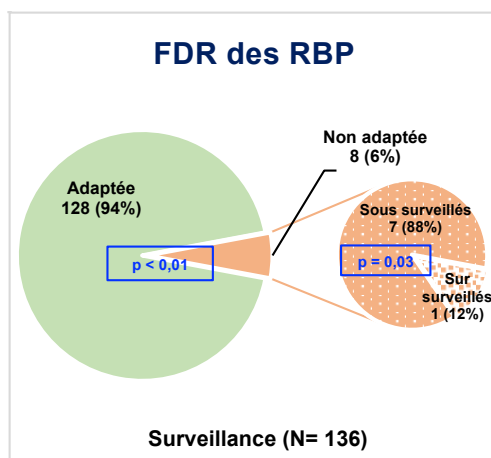 FDR des RBP
Non adaptée
8 (6%)
Adaptée
128 (94%)
Sous surveillés
7 (88%)
p < 0,01
p = 0,03
Sur
surveillés
1 (12%)
Surveillance (N= 136)